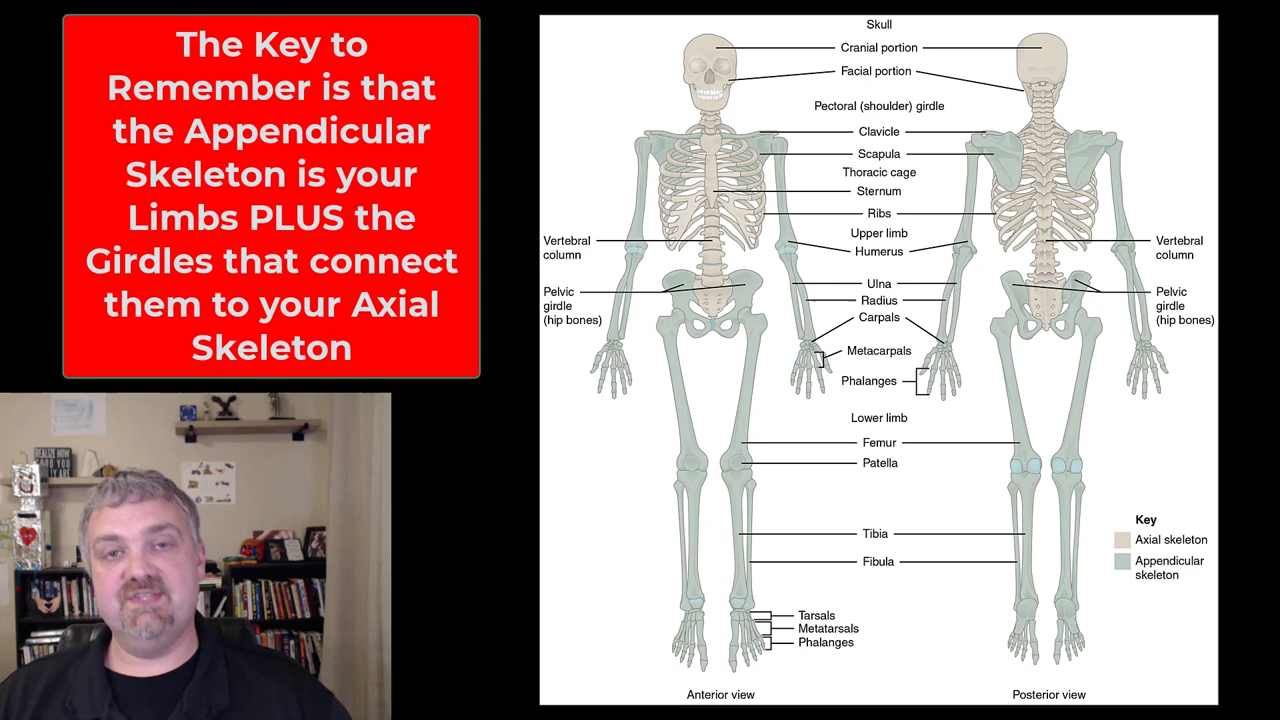 The Key to
Remember is that
the Appendicular
Skeleton is your
Limbs PLUS the
Girdles that connect
them to your Axial
Skeleton
Skull
Cranial portion
Facial portion
Pectoral (shoulder) girdle
Clavicle
Scapula
Thoracic cage
Sternum
Ribs
Upper limb
Humerus
Vertebral
column
Vertebral
column
Ulna
Radius
Pelvic
girdle
(hip bones)
Pelvic
girdle
(hip bones)
Carpals
Metacarpals
Phalanges
Lower limb
Femur
Patella
Tibia
Fibula
Key
Axial skeleton
Appendicular
skeleton
Tarsals
Metatarsals
Phalanges
Anterior view
Posterior view